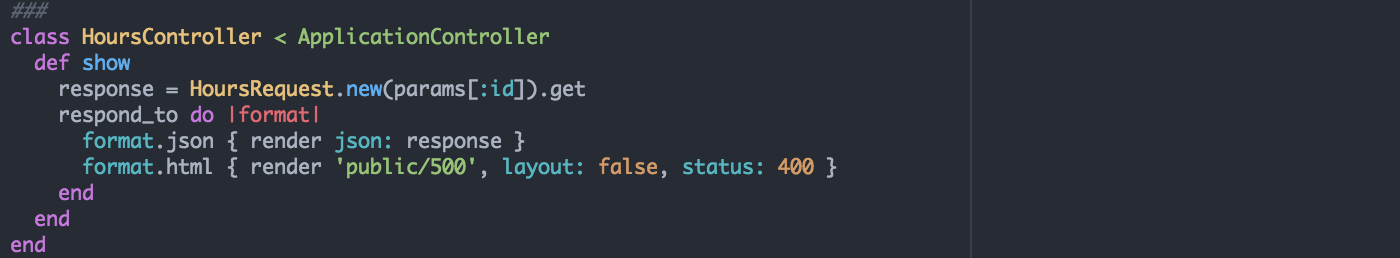 ###
class HoursController < ApplicationController
  def show
    response = HoursRequest.new(params[:id]).get
    respond_to do |format|
      format.json { render json: response }
      format.html { render 'public/500', layout: false, status: 400 }
    end
  end
end